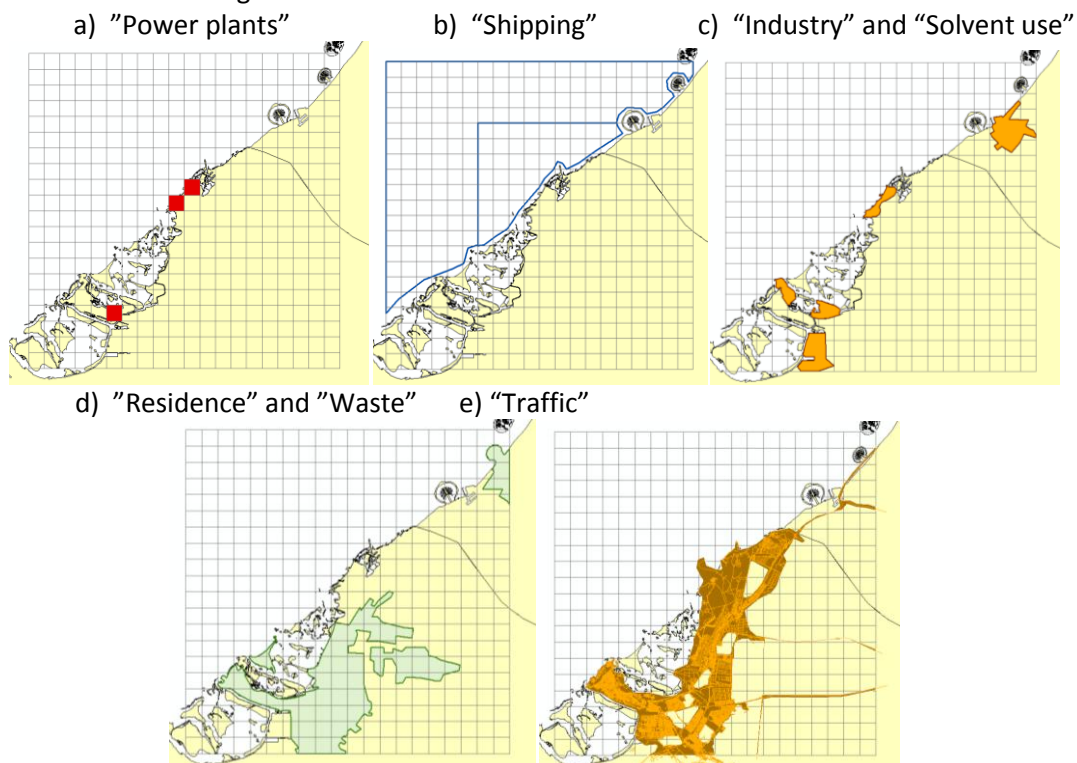 a) ”Power plants”
b) “Shipping”
c) “Industry” and “Solvent use”
d) ”Residence” and ”Waste”
e) “Traffic”